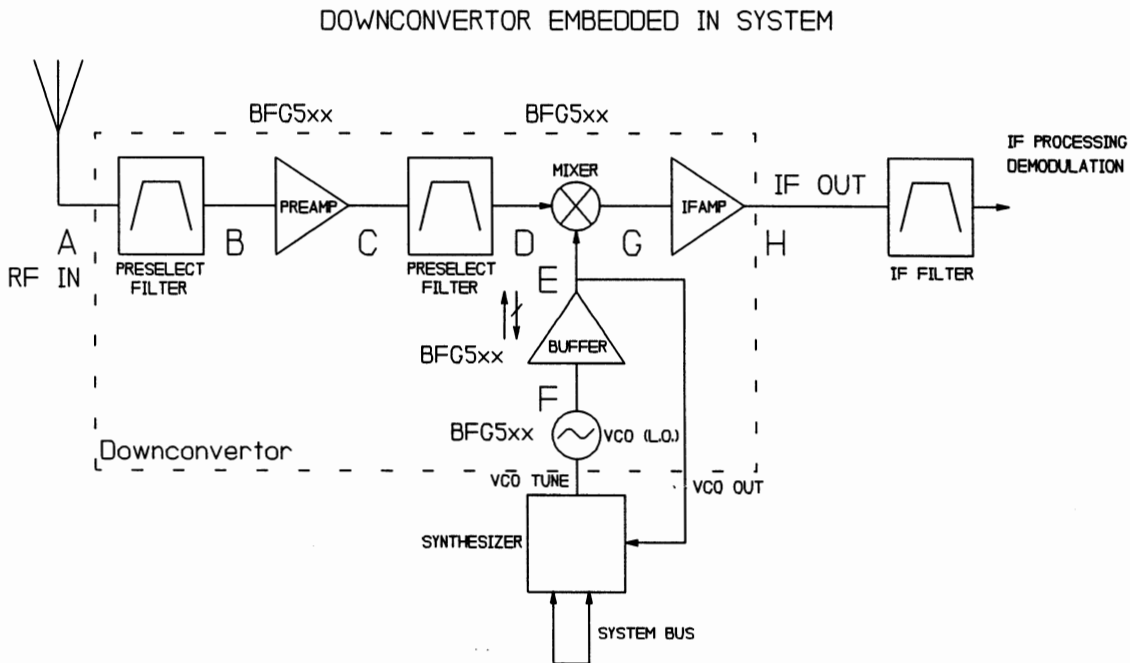 DOWNCONVERTOR EMBEDDED IN SYSTEM
BFG5xx
BFG5xx
IF PROCESSING
DEMODULATION
MIXER
PREAMP
IFAMP
IF OUT
A
B
C
D
G
H
RF IN
PRESELECT
FILTER
PRESELECT
FILTER
IF FILTER
E
BUFFER
BFG5xx
F
BFG5xx
VCO (L.O.)
Downconvertor
VCO TUNE
VCO OUT
SYNTHESIZER
SYSTEM BUS